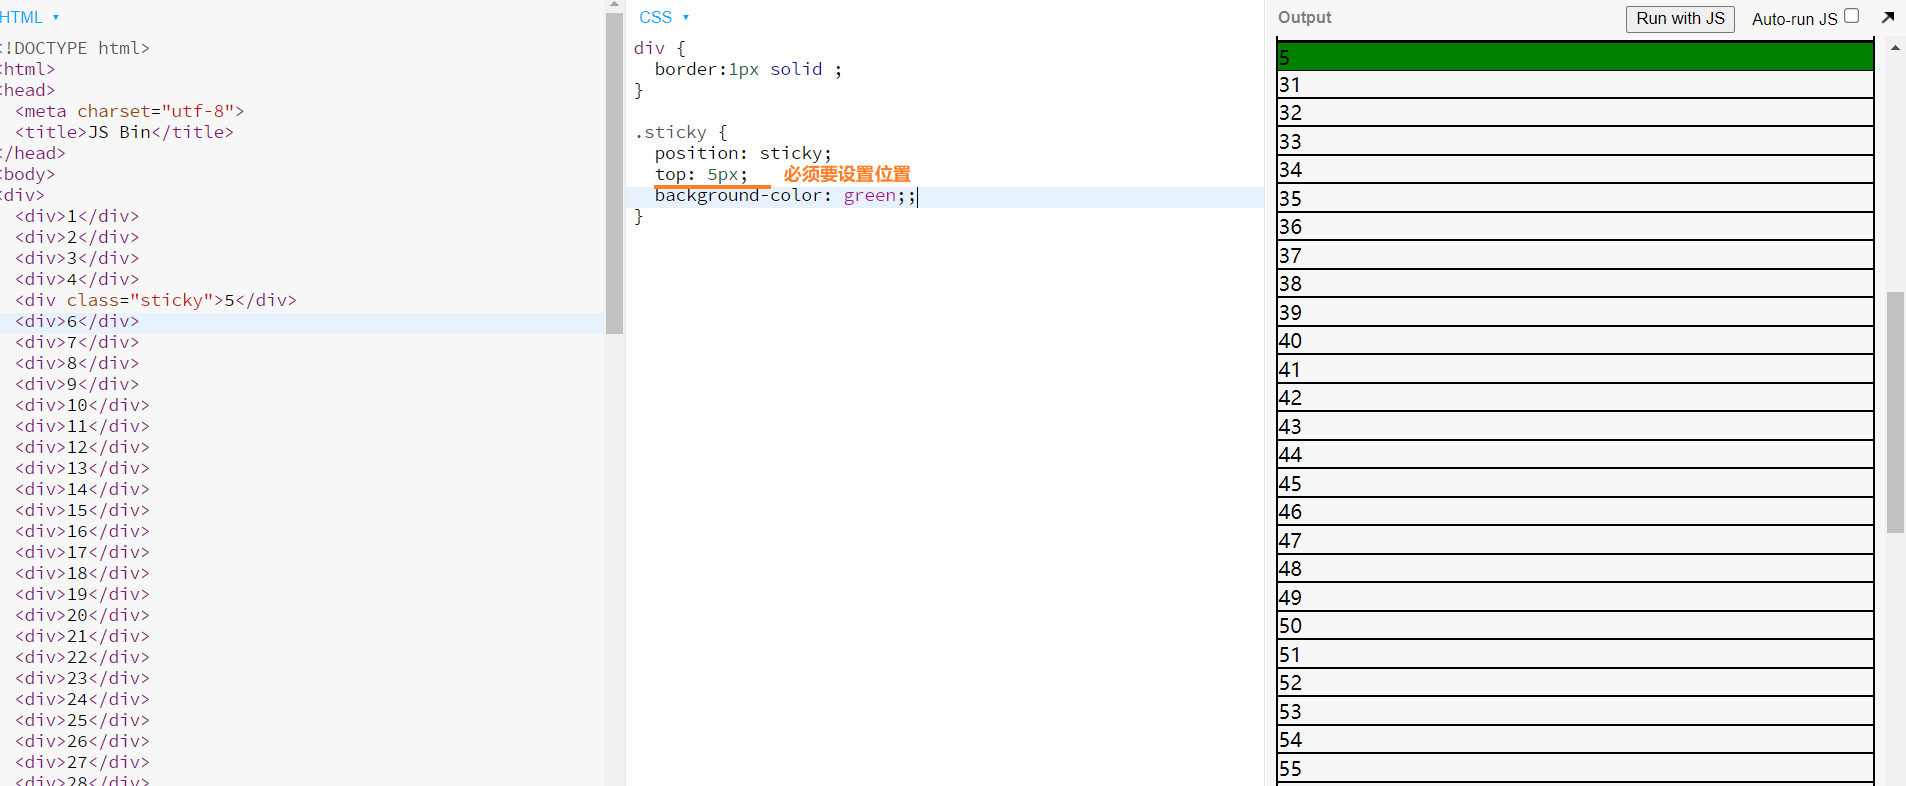 HTML ▾
<!DOCTYPE html>
<html>
<head>
<meta charset="utf-8">
<title>JS Bin</title>
</head>
<body>
<div>
<div>1</div>
<div>2</div>
<div>3</div>
<div>4</div>
<div class="sticky">5</div>
<div>6</div>
<div>7</div>
<div>8</div>
<div>9</div>
<div>10</div>
<div>11</div>
<div>12</div>
<div>13</div>
<div>14</div>
<div>15</div>
<div>16</div>
<div>17</div>
<div>18</div>
<div>19</div>
<div>20</div>
<div>21</div>
<div>22</div>
<div>23</div>
<div>24</div>
<div>25</div>
<div>26</div>
<div>27</div>
<div>28</div>
CSS ▾
div {
border:1px solid ;
}
.sticky {
position: sticky;
top: 5px; 必须要设置位置
background-color: green;;
}
Output Run with JS Auto-run JS
5
31
32
33
34
35
36
37
38
39
40
41
42
43
44
45
46
47
48
49
50
51
52
53
54
55